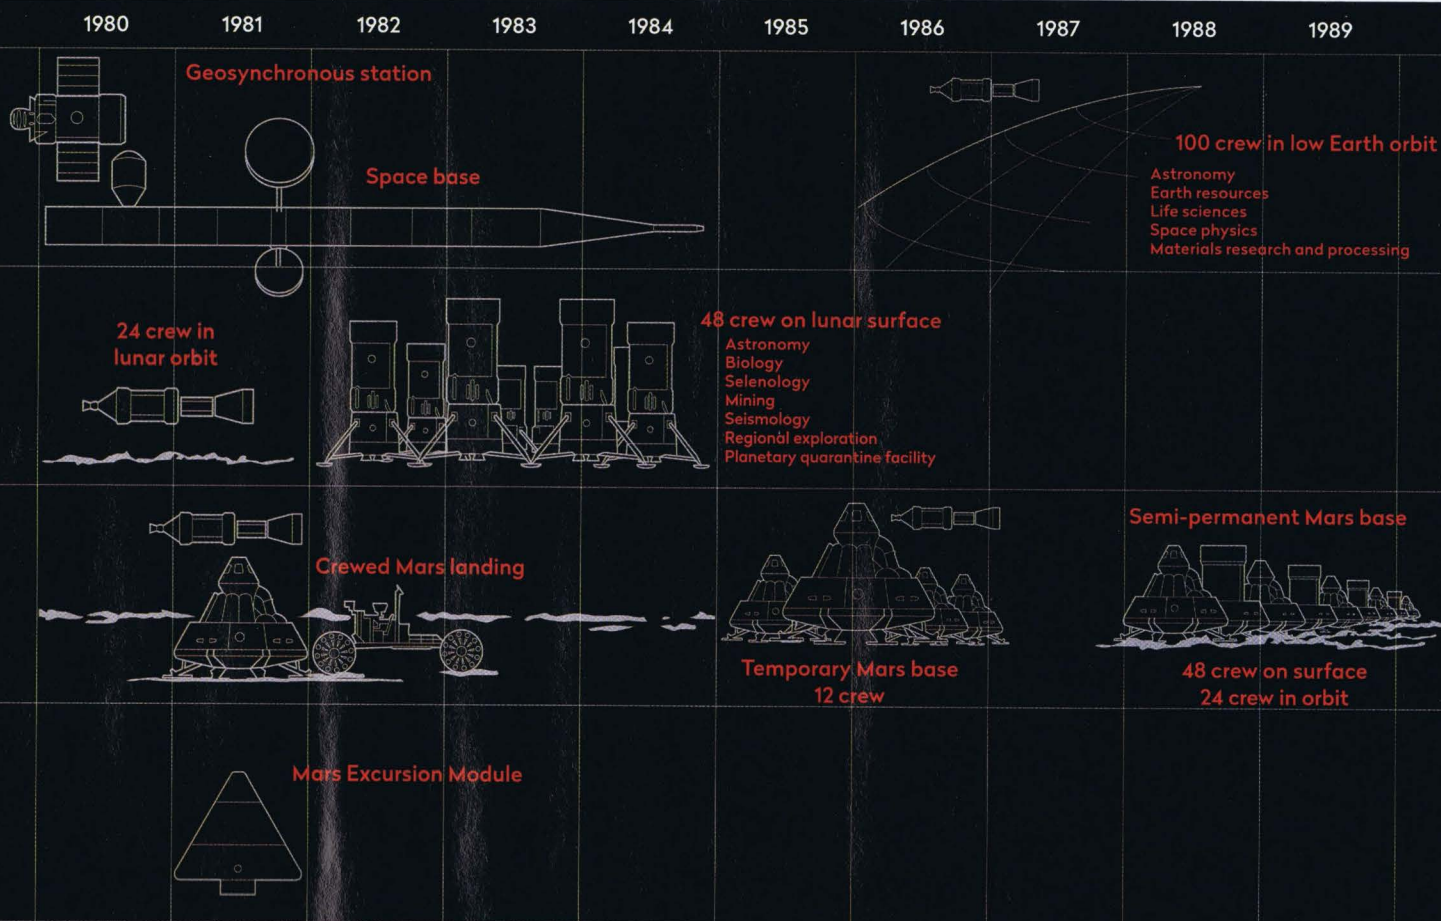 1980 1981 1982 1983 1984 1985 1986 1987 1988 1989
Geosynchronous station
Space base
100 crew in low Earth orbit
Astronomy
Earth resources
Life sciences
Space physics
Materials research and processing
24 crew in
lunar orbit
48 crew on lunar surface
Astronomy
Biology
Selenology
Mining
Seismology
Regional exploration
Planetary quarantine facility
Crewed Mars landing
Temporary Mars base
12 crew
Semi-permanent Mars base
48 crew on surface
24 crew in orbit
Mars Excursion Module